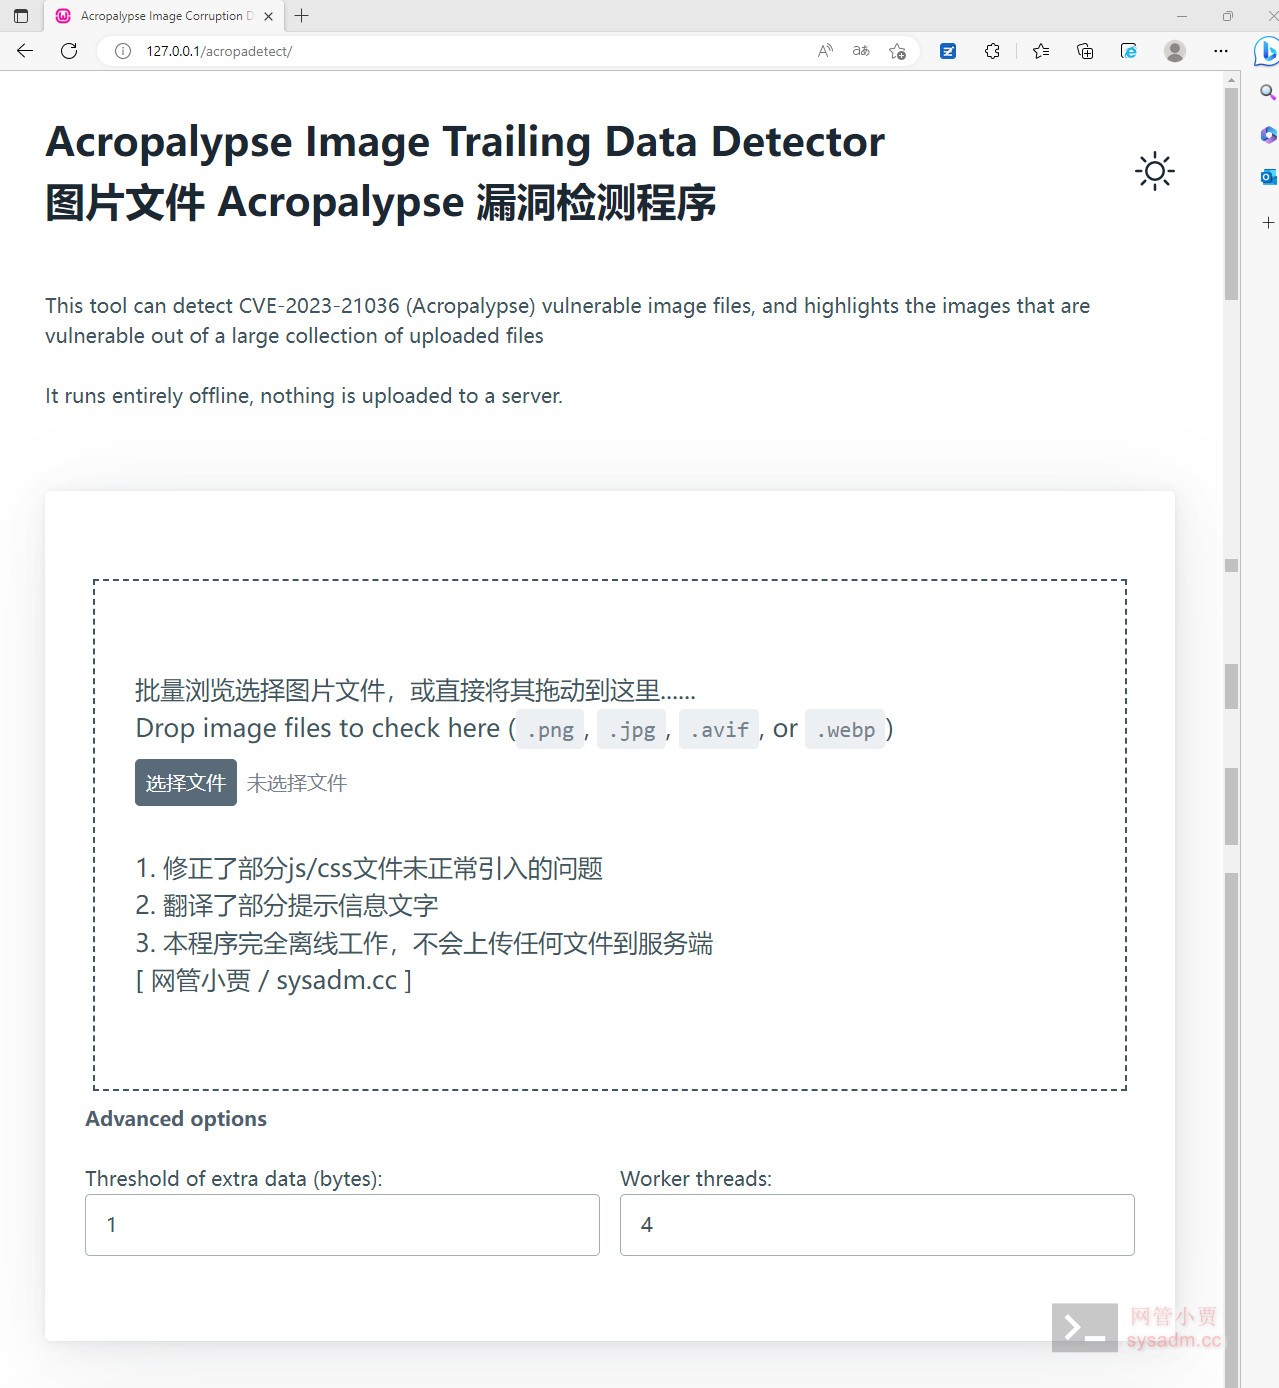 Acropalypse Image Corruption D
127.0.0.1/acropadetect/
Acropalypse Image Trailing Data Detector
图片文件 Acropalypse 漏洞检测程序
This tool can detect CVE-2023-21036 (Acropalypse) vulnerable image files, and highlights the images that are
vulnerable out of a large collection of uploaded files
It runs entirely offline, nothing is uploaded to a server.
批量浏览选择图片文件，或直接将其拖动到这里......
Drop image files to check here ( .png , .jpg , .avif , or .webp )
选择文件 未选择文件
1. 修正了部分js/css文件未正常引入的问题
2. 翻译了部分提示信息文字
3. 本程序完全离线工作，不会上传任何文件到服务端
[ 网管小贾 / sysadm.cc ]
Advanced options
Threshold of extra data (bytes): Worker threads:
1 4
网管小贾
sysadm.cc